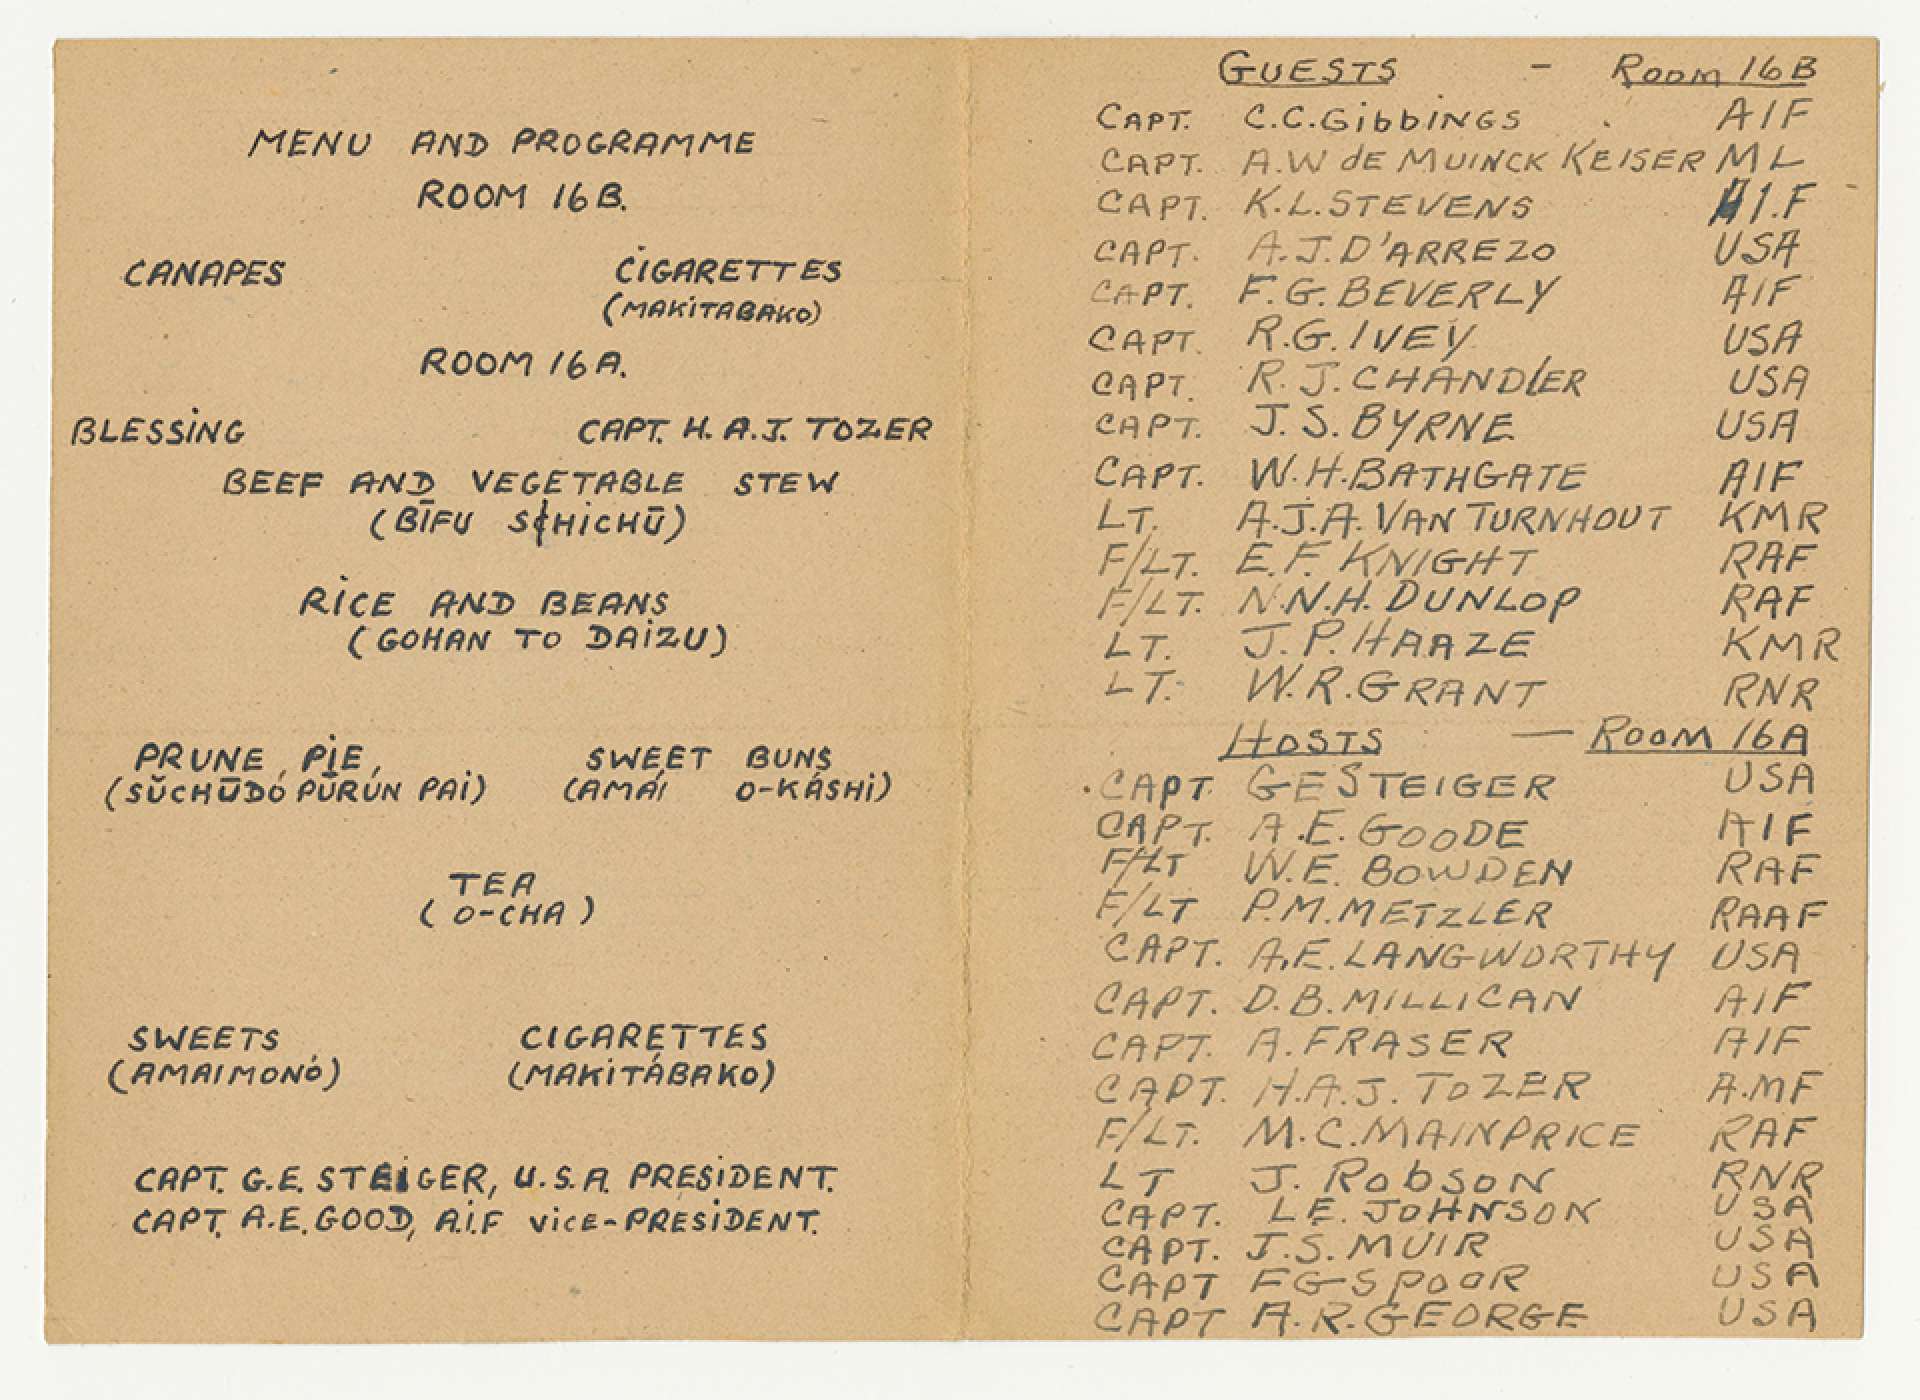 MENU AND PROGRAMME
ROOM 16B.
CANAPES CIGARETTES
(MAKITABAKO)
ROOM 16A.
BLESSING CAPT. H.A.J. TOZER
BEEF AND VEGETABLE STEW
(BĪFU SHICHŪ)
RICE AND BEANS
(GOHAN TO DAIZU)
PRUNE PIE, SWEET BUNS
(SŬCHŪDÓ PŪRÚN PAI) (AMÁI O-KÁSHI)
TEA
(O-CHA)
SWEETS CIGARETTES
(AMAIMONÓ) (MAKITÁBAKO)
CAPT. G.E. STEIGER, U.S.A. PRESIDENT.
CAPT. A.E. GOOD, A.I.F VICE-PRESIDENT.
GUESTS - ROOM 16B
CAPT. C.C. GIBBINGS AIF
CAPT. A.W dE MUINCK KEISER ML
CAPT. K.L. STEVENS A1.F
CAPT. A.J. D'ARREZO USA
CAPT. F.G. BEVERLY AIF
CAPT. R.G. IVEY USA
CAPT. R.J. CHANDLER USA
CAPT. J.S. BYRNE USA
CAPT. W.H. BATHGATE AIF
LT. A.J.A. VAN TURNHOUT KMR
F/LT. E.F. KNIGHT RAF
F/LT. N.N.H. DUNLOP RAF
LT. J.P. HAAZE KMR
LT. W.R. GRANT RNR
HOSTS — ROOM 16A
CAPT GE STEIGER USA
CAPT. A.E. GOODE AIF
F/LT W.E. BOWDEN RAF
F/LT P.M. METZLER RAAF
CAPT. A.E. LANGWORTHY USA
CAPT. D.B. MILLICAN AIF
CAPT. A. FRASER AIF
CAPT. H.A.J. TOZER A.MF
F/LT. M.C. MAINPRICE RAF
LT J. ROBSON RNR
CAPT. L.E. JOHNSON USA
CAPT. J.S. MUIR USA
CAPT FG SPOOR USA
CAPT A.R. GEORGE USA